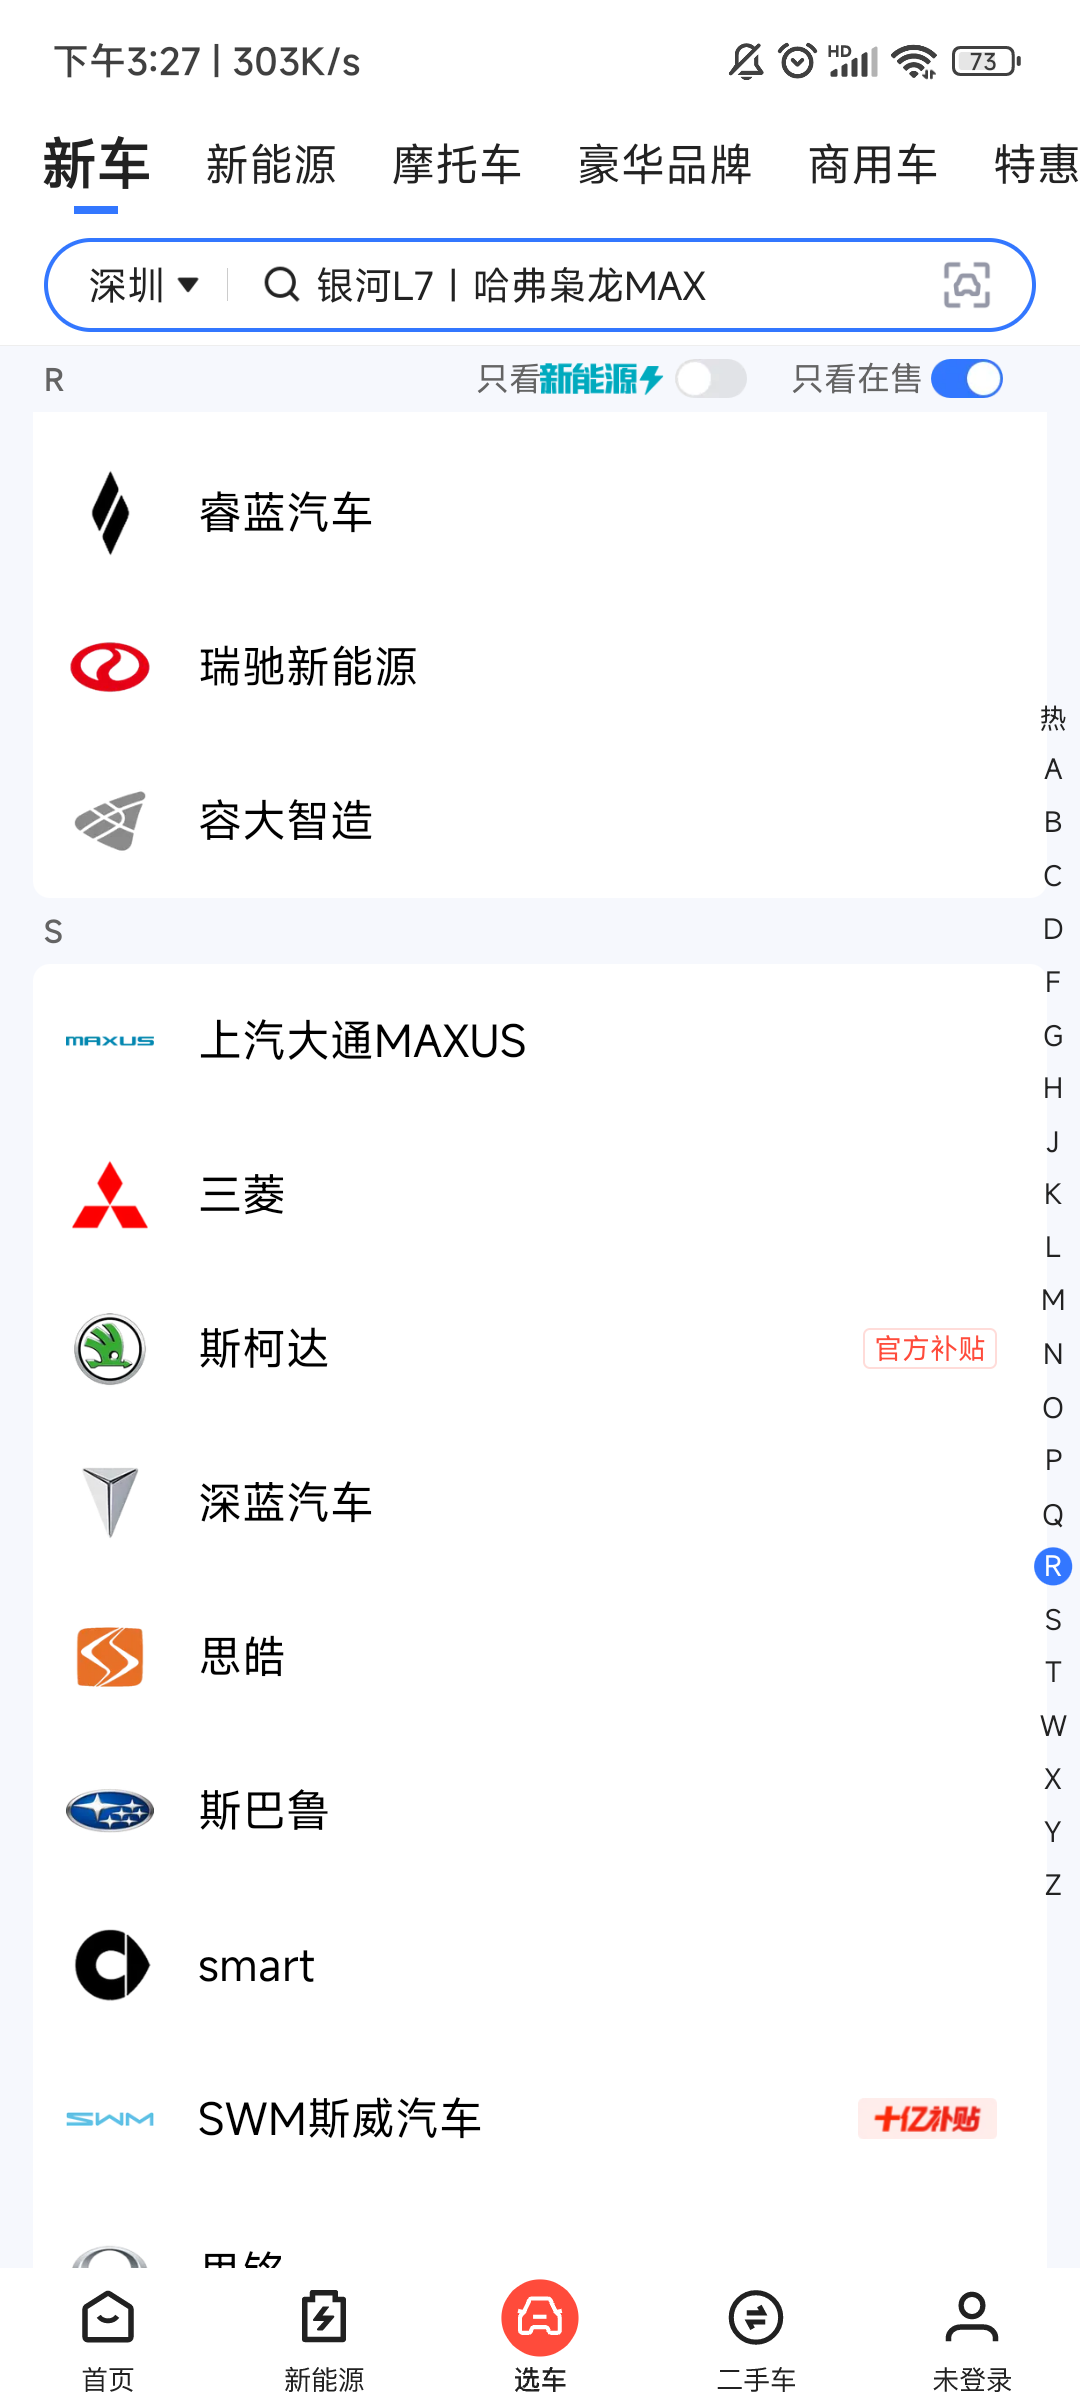 下午3:27 | 303K/s
HD
73
新车 新能源 摩托车 豪华品牌 商用车 特惠
深圳 银河L7丨哈弗枭龙MAX
R 只看新能源 只看在售
睿蓝汽车
瑞驰新能源
容大智造
S
MAXUS 上汽大通MAXUS
三菱
斯柯达 官方补贴
深蓝汽车
思皓
斯巴鲁
smart
SWM SWM斯威汽车 十亿补贴
思铭
热
A
B
C
D
F
G
H
J
K
L
M
N
O
P
Q
R
S
T
W
X
Y
Z
首页 新能源 选车 二手车 未登录